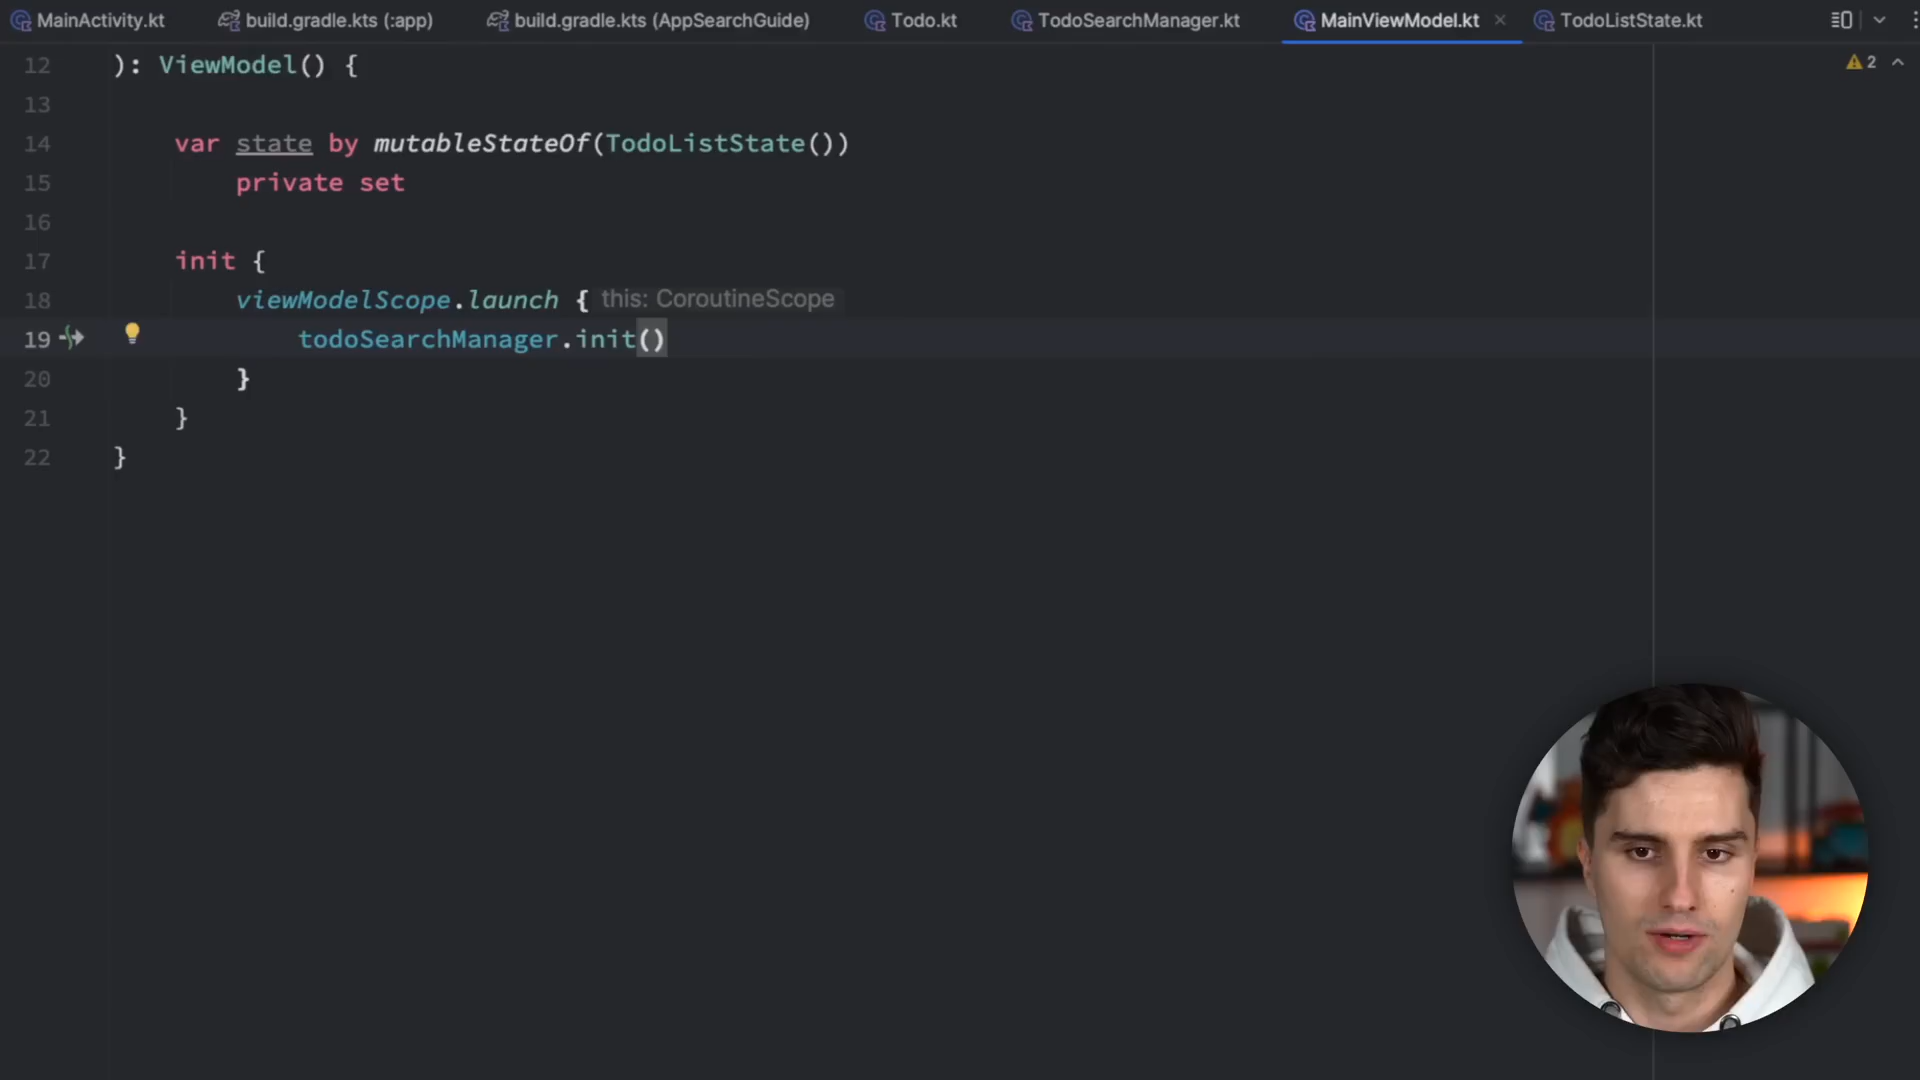 MainActivity.kt build.gradle.kts (:app) build.gradle.kts (AppSearchGuide) Todo.kt TodoSearchManager.kt MainViewModel.kt TodoListState.kt
12 ): ViewModel() { 2
13
14 var state by mutableStateOf(TodoListState())
15 private set
16
17 init {
18 viewModelScope.launch { this: CoroutineScope
19 todoSearchManager.init()
20 }
21 }
22 }